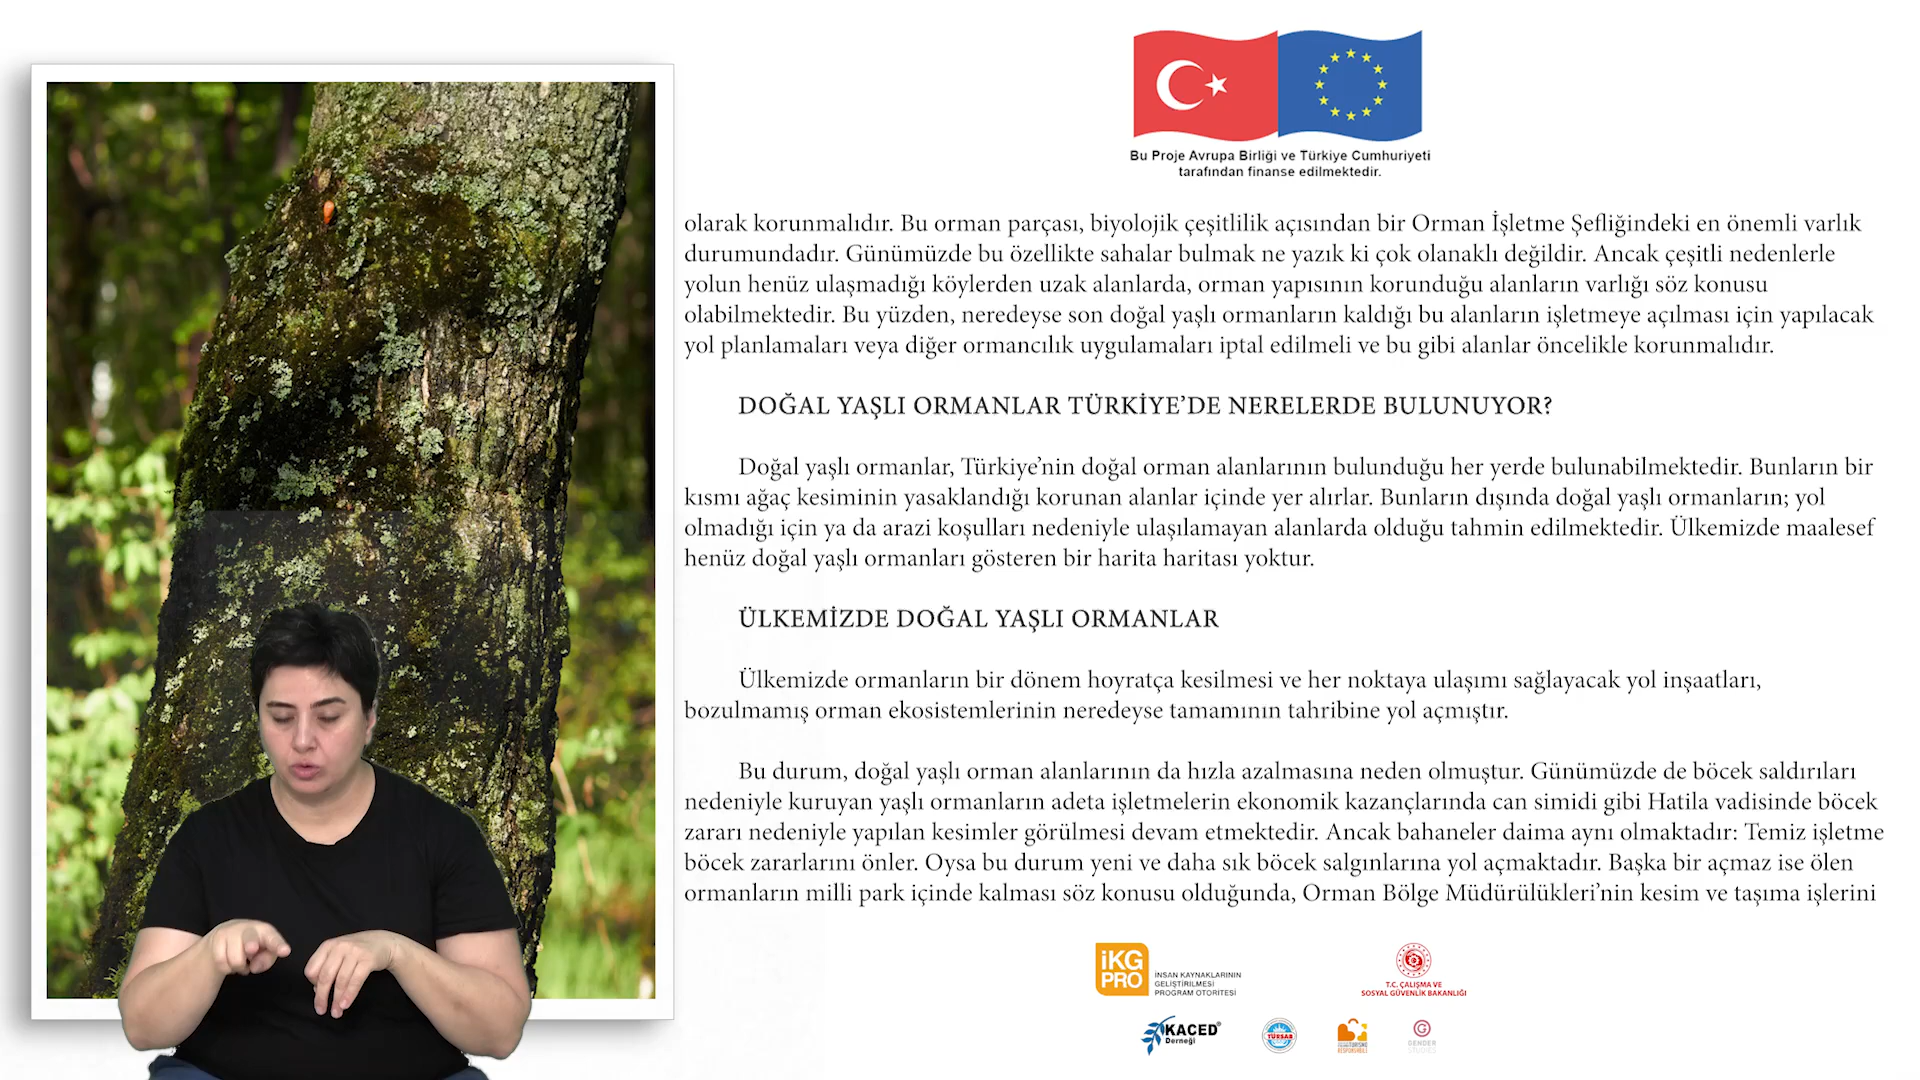 Bu Proje Avrupa Birliği ve Türkiye Cumhuriyeti
tarafından finanse edilmektedir.
olarak korunmalıdır. Bu orman parçası, biyolojik çeşitlilik açısından bir Orman İşletme Şefliğindeki en önemli varlık
durumundadır. Günümüzde bu özellikte sahalar bulmak ne yazık ki çok olanaklı değildir. Ancak çeşitli nedenlerle
yolun henüz ulaşmadığı köylerden uzak alanlarda, orman yapısının korunduğu alanların varlığı söz konusu
olabilmektedir. Bu yüzden, neredeyse son doğal yaşlı ormanların kaldığı bu alanların işletmeye açılması için yapılacak
yol planlamaları veya diğer ormancılık uygulamaları iptal edilmeli ve bu gibi alanlar öncelikle korunmalıdır.
DOĞAL YAŞLI ORMANLAR TÜRKİYE’DE NERELERDE BULUNUYOR?
Doğal yaşlı ormanlar, Türkiye’nin doğal orman alanlarının bulunduğu her yerde bulunabilmektedir. Bunların bir
kısmı ağaç kesiminin yasaklandığı korunan alanlar içinde yer alırlar. Bunların dışında doğal yaşlı ormanların; yol
olmadığı için ya da arazi koşulları nedeniyle ulaşılamayan alanlarda olduğu tahmin edilmektedir. Ülkemizde maalesef
henüz doğal yaşlı ormanları gösteren bir harita haritası yoktur.
ÜLKEMİZDE DOĞAL YAŞLI ORMANLAR
Ülkemizde ormanların bir dönem hoyratça kesilmesi ve her noktaya ulaşımı sağlayacak yol inşaatları,
bozulmamış orman ekosistemlerinin neredeyse tamamının tahribine yol açmıştır.
Bu durum, doğal yaşlı orman alanlarının da hızla azalmasına neden olmuştur. Günümüzde de böcek saldırıları
nedeniyle kuruyan yaşlı ormanların adeta işletmelerin ekonomik kazançlarında can simidi gibi Hatila vadisinde böcek
zararı nedeniyle yapılan kesimler görülmesi devam etmektedir. Ancak bahaneler daima aynı olmaktadır: Temiz işletme
böcek zararlarını önler. Oysa bu durum yeni ve daha sık böcek salgınlarına yol açmaktadır. Başka bir açmaz ise ölen
ormanların milli park içinde kalması söz konusu olduğunda, Orman Bölge Müdürülükleri’nin kesim ve taşıma işlerini
iKG
PRO
İNSAN KAYNAKLARININ
GELİŞTİRİLMESİ
PROGRAM OTORİTESİ
T.C. ÇALIŞMA VE
SOSYAL GÜVENLİK BAKANLIĞI
KACED
Derneği
TÜRSAB
RESPONSIBLE
GENDER
STUDIES